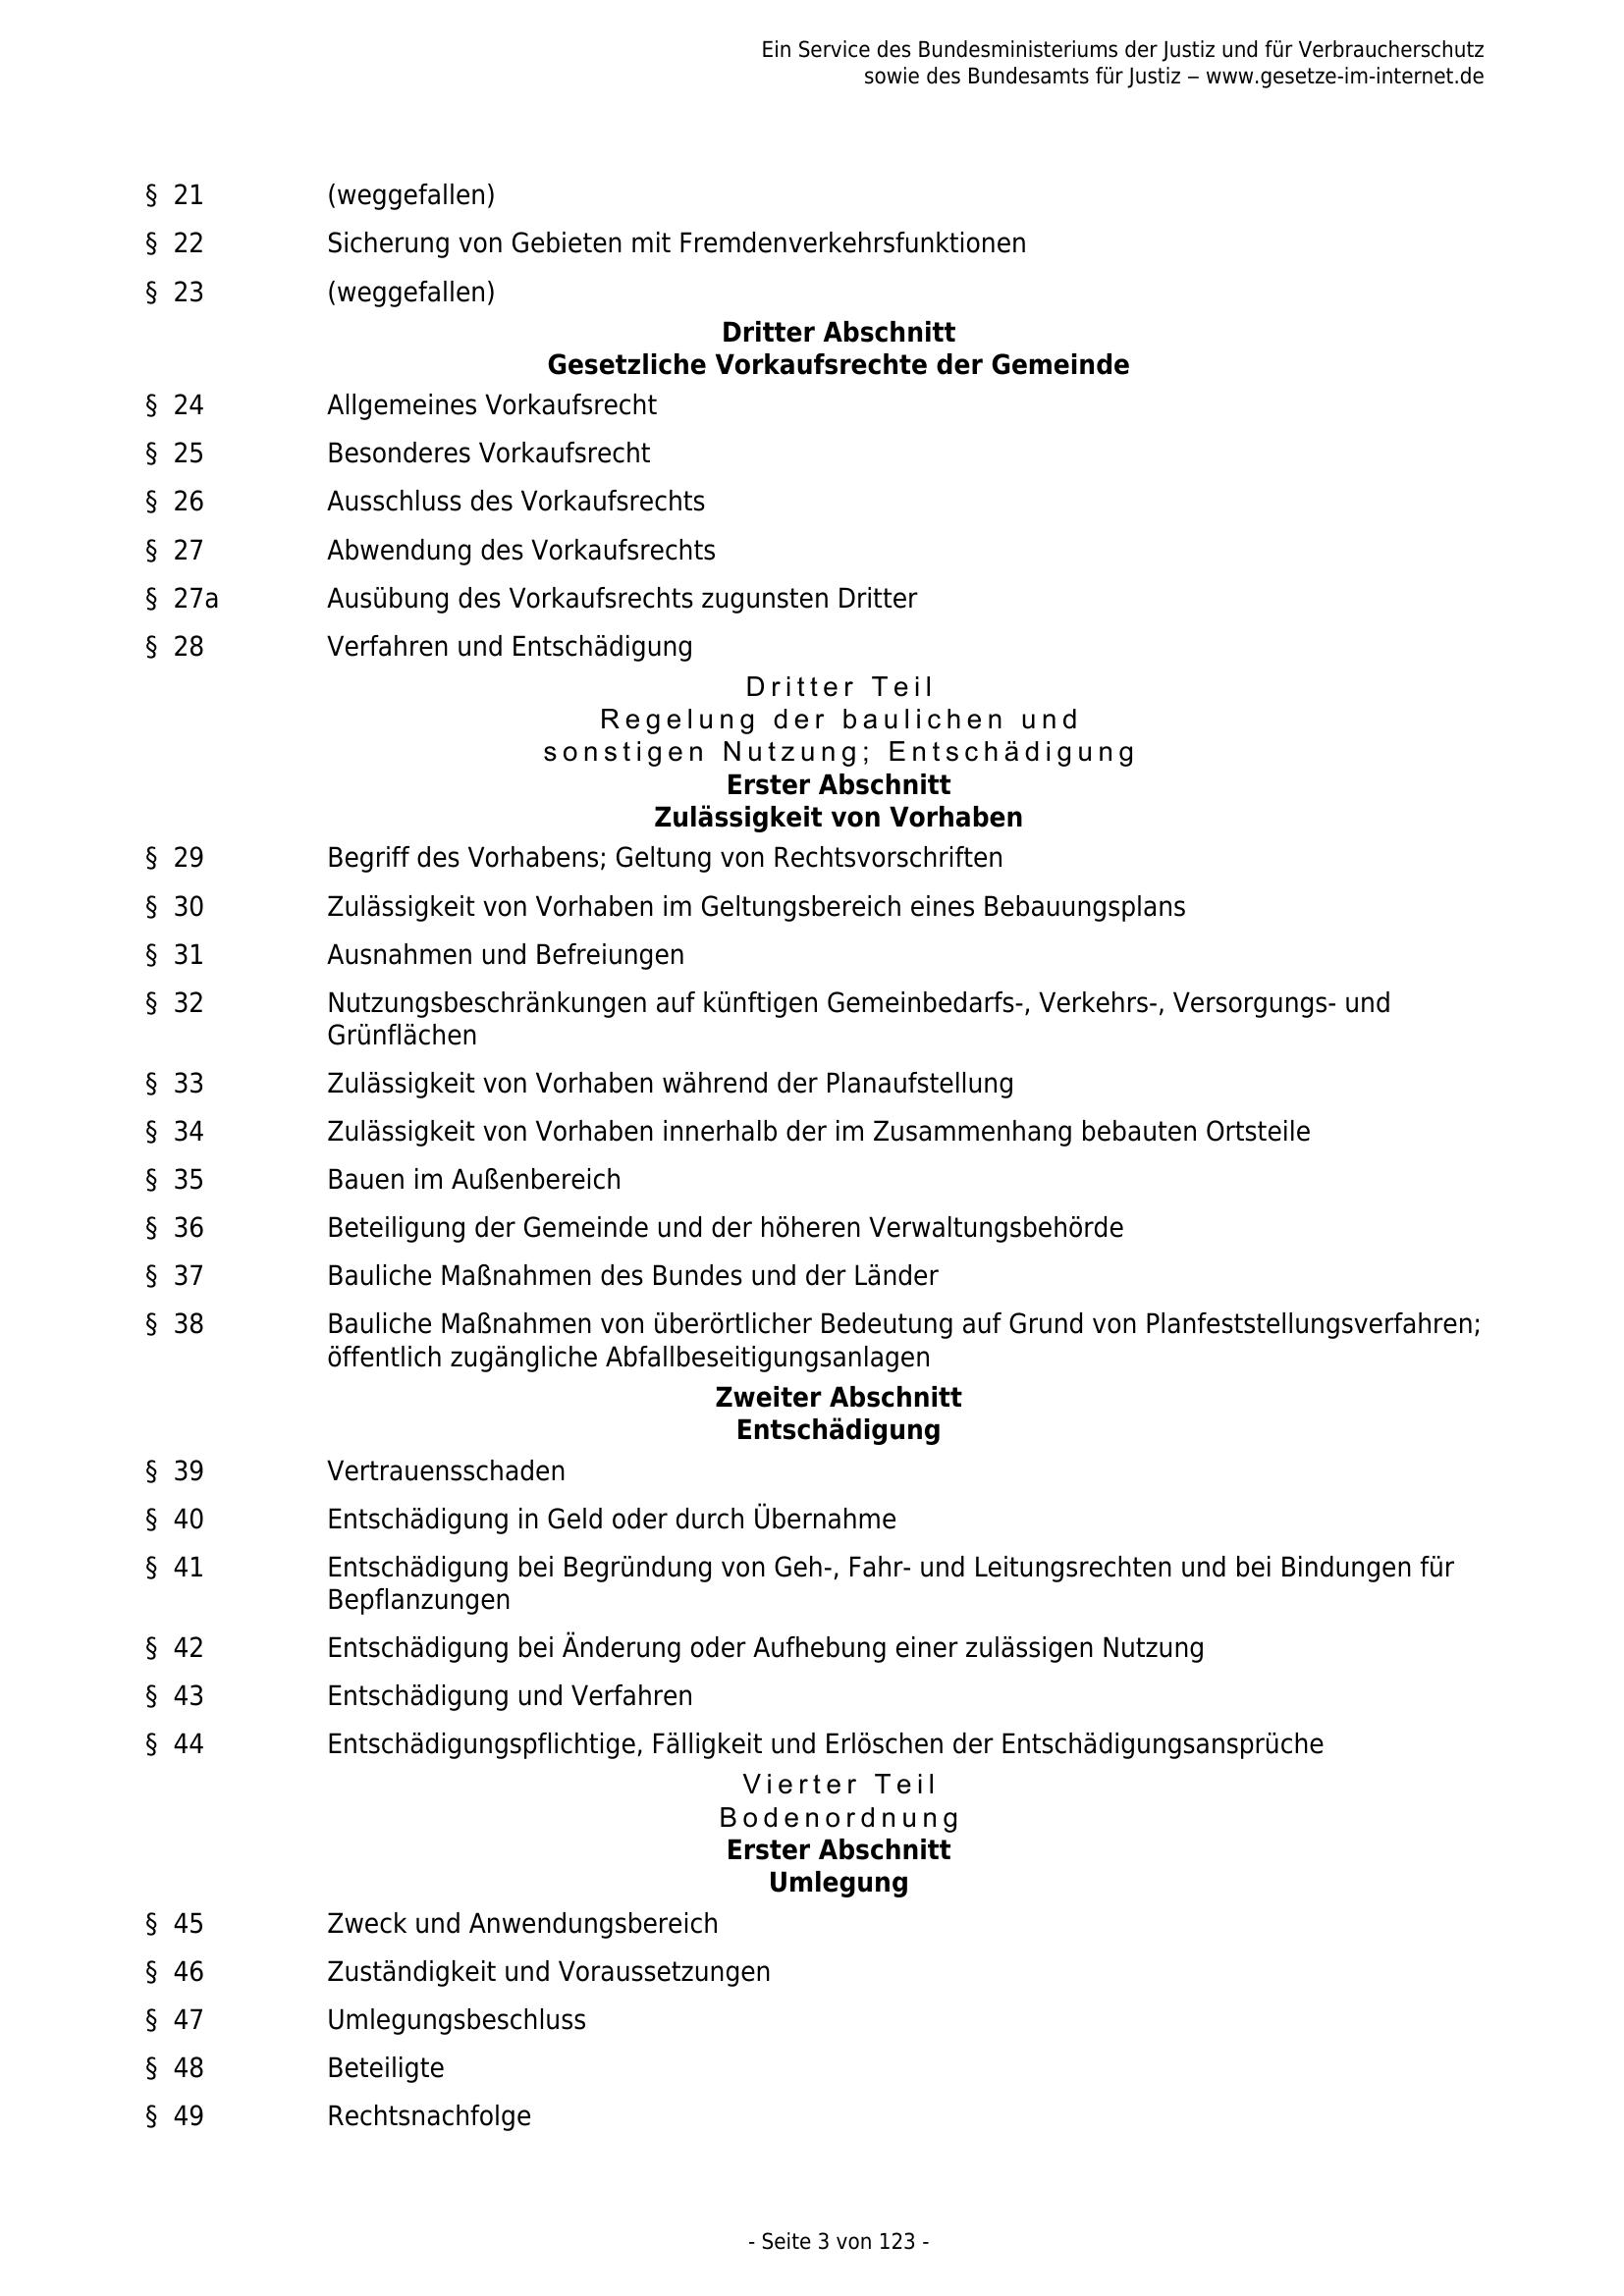 Ein Service des Bundesministeriums der Justiz und für Verbraucherschutz
sowie des Bundesamts für Justiz ‒ www.gesetze-im-internet.de
§ 21 (weggefallen)
§ 22 Sicherung von Gebieten mit Fremdenverkehrsfunktionen
§ 23 (weggefallen)
Dritter Abschnitt
Gesetzliche Vorkaufsrechte der Gemeinde
§ 24 Allgemeines Vorkaufsrecht
§ 25 Besonderes Vorkaufsrecht
§ 26 Ausschluss des Vorkaufsrechts
§ 27 Abwendung des Vorkaufsrechts
§ 27a Ausübung des Vorkaufsrechts zugunsten Dritter
§ 28 Verfahren und Entschädigung
Dritter Teil
Regelung der baulichen und
sonstigen Nutzung; Entschädigung
Erster Abschnitt
Zulässigkeit von Vorhaben
§ 29 Begriff des Vorhabens; Geltung von Rechtsvorschriften
§ 30 Zulässigkeit von Vorhaben im Geltungsbereich eines Bebauungsplans
§ 31 Ausnahmen und Befreiungen
§ 32 Nutzungsbeschränkungen auf künftigen Gemeinbedarfs-, Verkehrs-, Versorgungs- und
Grünflächen
§ 33 Zulässigkeit von Vorhaben während der Planaufstellung
§ 34 Zulässigkeit von Vorhaben innerhalb der im Zusammenhang bebauten Ortsteile
§ 35 Bauen im Außenbereich
§ 36 Beteiligung der Gemeinde und der höheren Verwaltungsbehörde
§ 37 Bauliche Maßnahmen des Bundes und der Länder
§ 38 Bauliche Maßnahmen von überörtlicher Bedeutung auf Grund von Planfeststellungsverfahren;
öffentlich zugängliche Abfallbeseitigungsanlagen
Zweiter Abschnitt
Entschädigung
§ 39 Vertrauensschaden
§ 40 Entschädigung in Geld oder durch Übernahme
§ 41 Entschädigung bei Begründung von Geh-, Fahr- und Leitungsrechten und bei Bindungen für
Bepflanzungen
§ 42 Entschädigung bei Änderung oder Aufhebung einer zulässigen Nutzung
§ 43 Entschädigung und Verfahren
§ 44 Entschädigungspflichtige, Fälligkeit und Erlöschen der Entschädigungsansprüche
Vierter Teil
Bodenordnung
Erster Abschnitt
Umlegung
§ 45 Zweck und Anwendungsbereich
§ 46 Zuständigkeit und Voraussetzungen
§ 47 Umlegungsbeschluss
§ 48 Beteiligte
§ 49 Rechtsnachfolge
- Seite 3 von 123 -